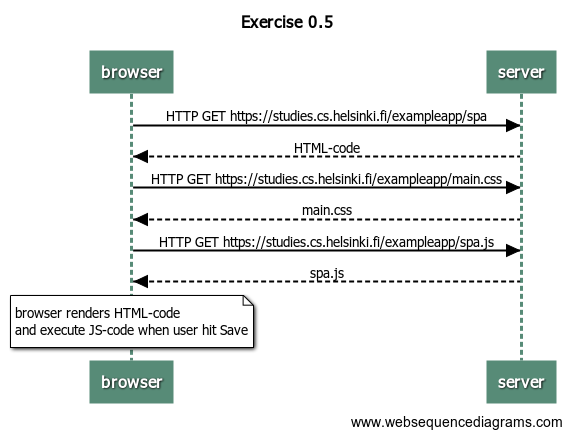 Exercise 0.5
browser
server
HTTP GET https://studies.cs.helsinki.fi/exampleapp/spa
HTML-code
HTTP GET https://studies.cs.helsinki.fi/exampleapp/main.css
main.css
HTTP GET https://studies.cs.helsinki.fi/exampleapp/spa.js
spa.js
browser renders HTML-code
and execute JS-code when user hit Save
browser
server
www.websequencediagrams.com